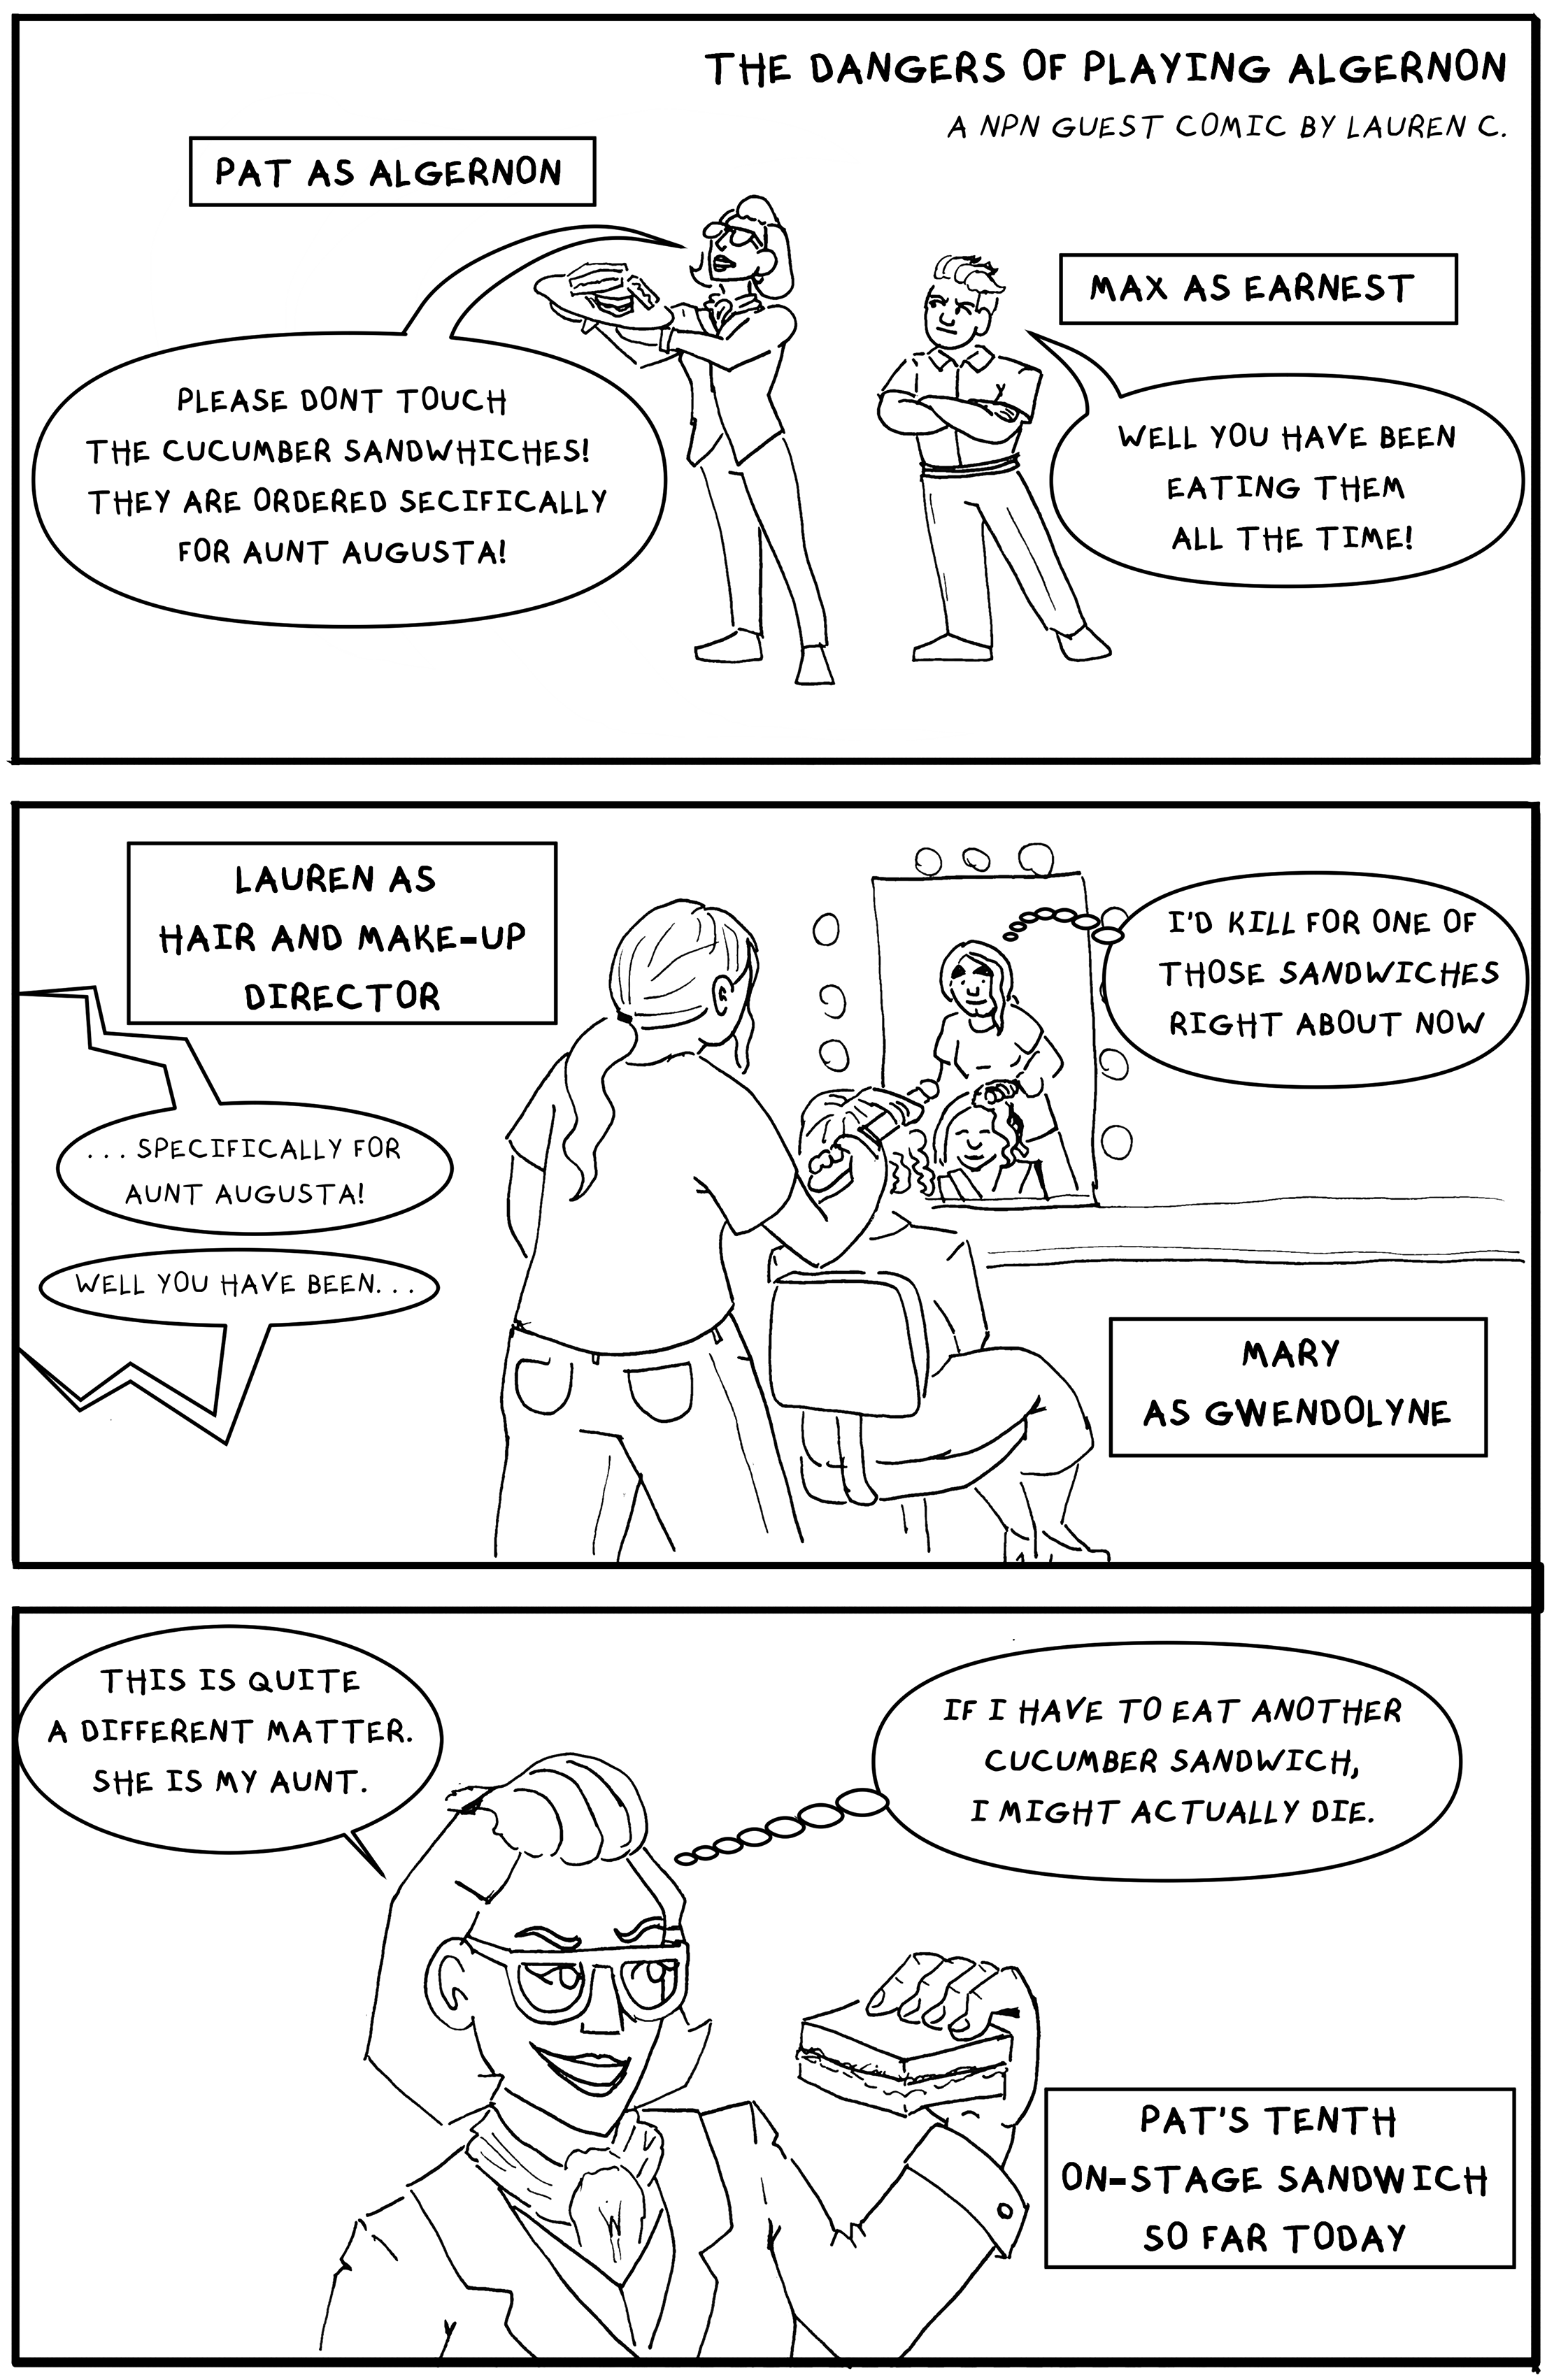 THE DANGERS OF PLAYING ALGERNON
A NPN GUEST COMIC BY LAUREN C.
PAT AS ALGERNON
MAX AS EARNEST
PLEASE DONT TOUCH
THE CUCUMBER SANDWHICHES!
THEY ARE ORDERED SECIFICALLY
FOR AUNT AUGUSTA!
WELL YOU HAVE BEEN
EATING THEM
ALL THE TIME!
LAUREN AS
HAIR AND MAKE-UP
DIRECTOR
I'D KILL FOR ONE OF
THOSE SANDWICHES
RIGHT ABOUT NOW
...SPECIFICALLY FOR
AUNT AUGUSTA!
WELL YOU HAVE BEEN...
MARY
AS GWENDOLYNE
THIS IS QUITE
A DIFFERENT MATTER.
SHE IS MY AUNT.
IF I HAVE TO EAT ANOTHER
CUCUMBER SANDWICH,
I MIGHT ACTUALLY DIE.
PAT'S TENTH
ON-STAGE SANDWICH
SO FAR TODAY